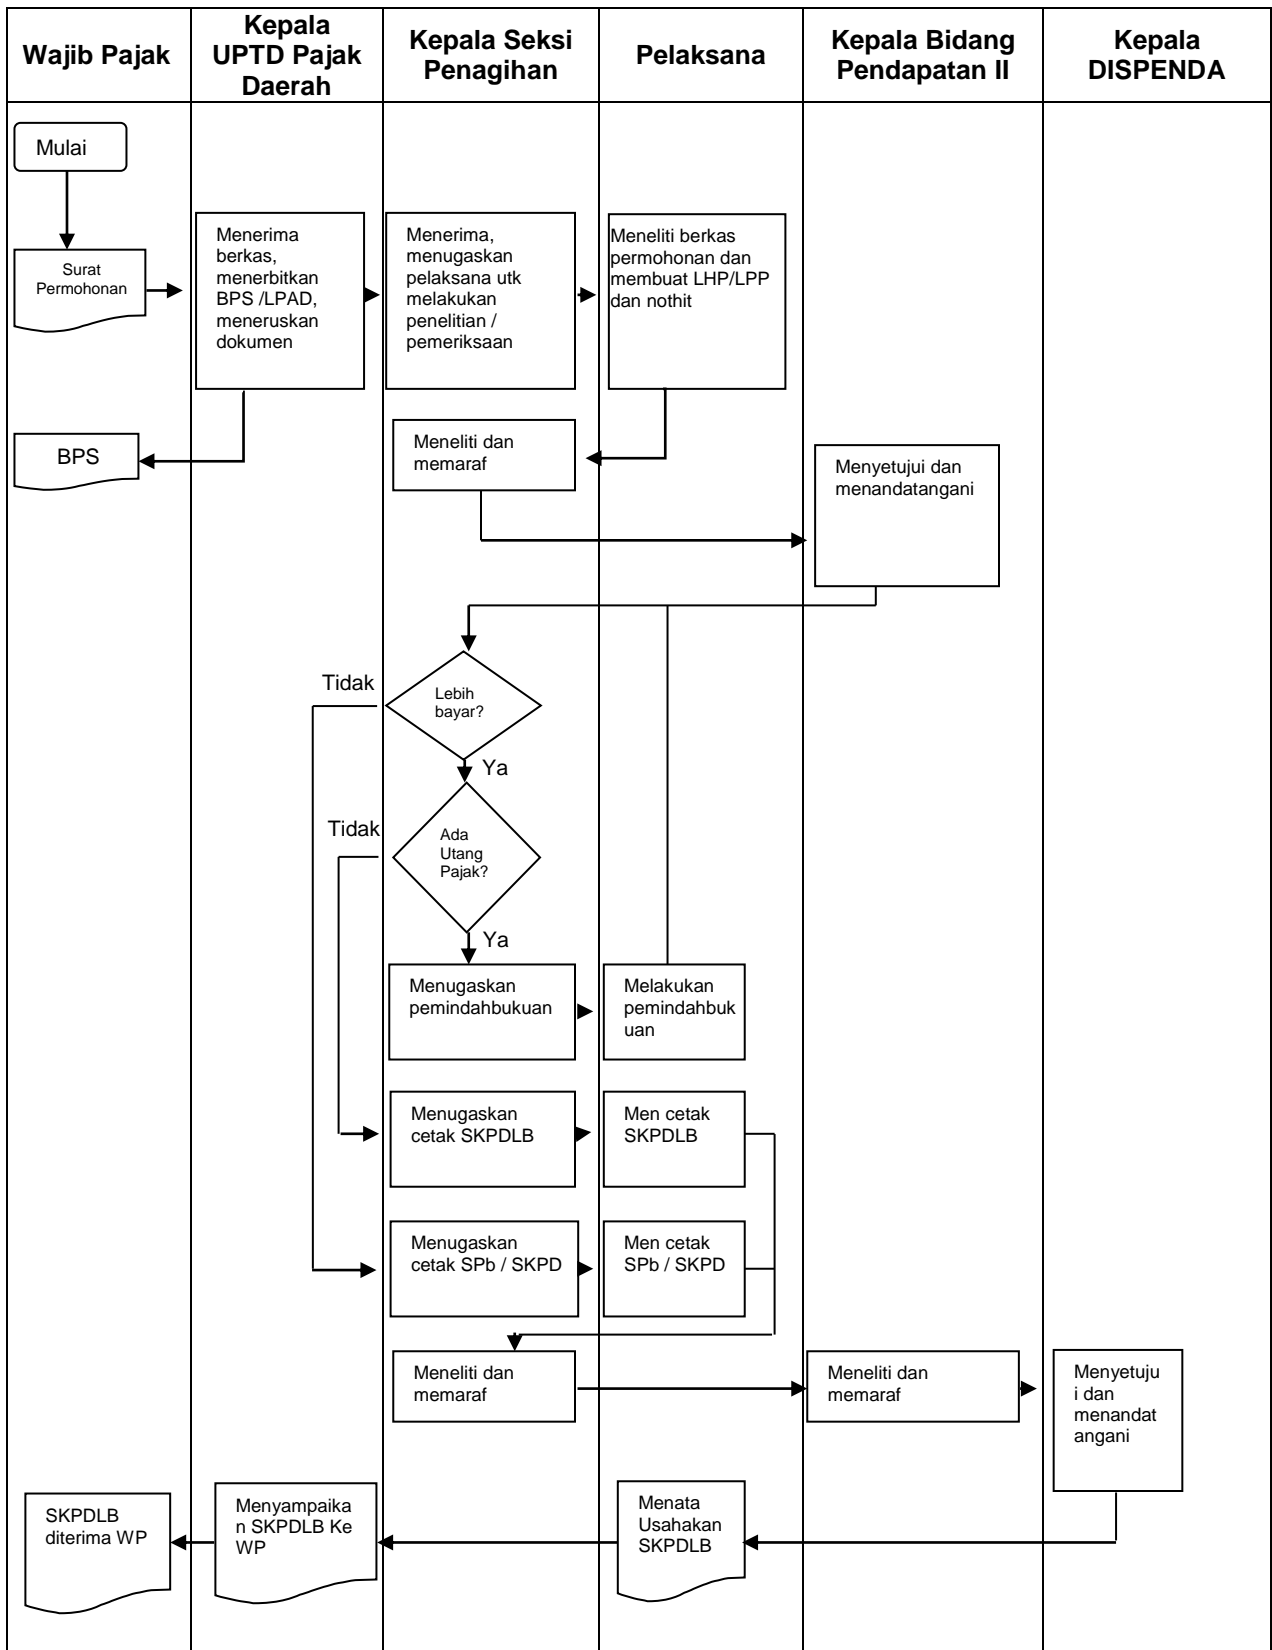 Wajib Pajak
Kepala
UPTD Pajak
Daerah
Kepala Seksi
Penagihan
Pelaksana
Kepala Bidang
Pendapatan II
Kepala
DISPENDA
Mulai
Surat
Permohonan
Menerima
berkas,
menerbitkan
BPS /LPAD,
meneruskan
dokumen
Menerima,
menugaskan
pelaksana utk
melakukan
penelitian /
pemeriksaan
Meneliti berkas
permohonan dan
membuat LHP/LPP
dan nothit
BPS
Meneliti dan
memaraf
Menyetujui dan
menandatangani
Tidak
Lebih
bayar?
Ya
Tidak
Ada
Utang
Pajak?
Ya
Menugaskan
pemindahbukuan
Melakukan
pemindahbuk
uan
Menugaskan
cetak SKPDLB
Men cetak
SKPDLB
Menugaskan
cetak SPb / SKPD
Men cetak
SPb / SKPD
Meneliti dan
memaraf
Meneliti dan
memaraf
Menyetuju
i dan
menandat
angani
SKPDLB
diterima WP
Menyampaika
n SKPDLB Ke
WP
Menata
Usahakan
SKPDLB